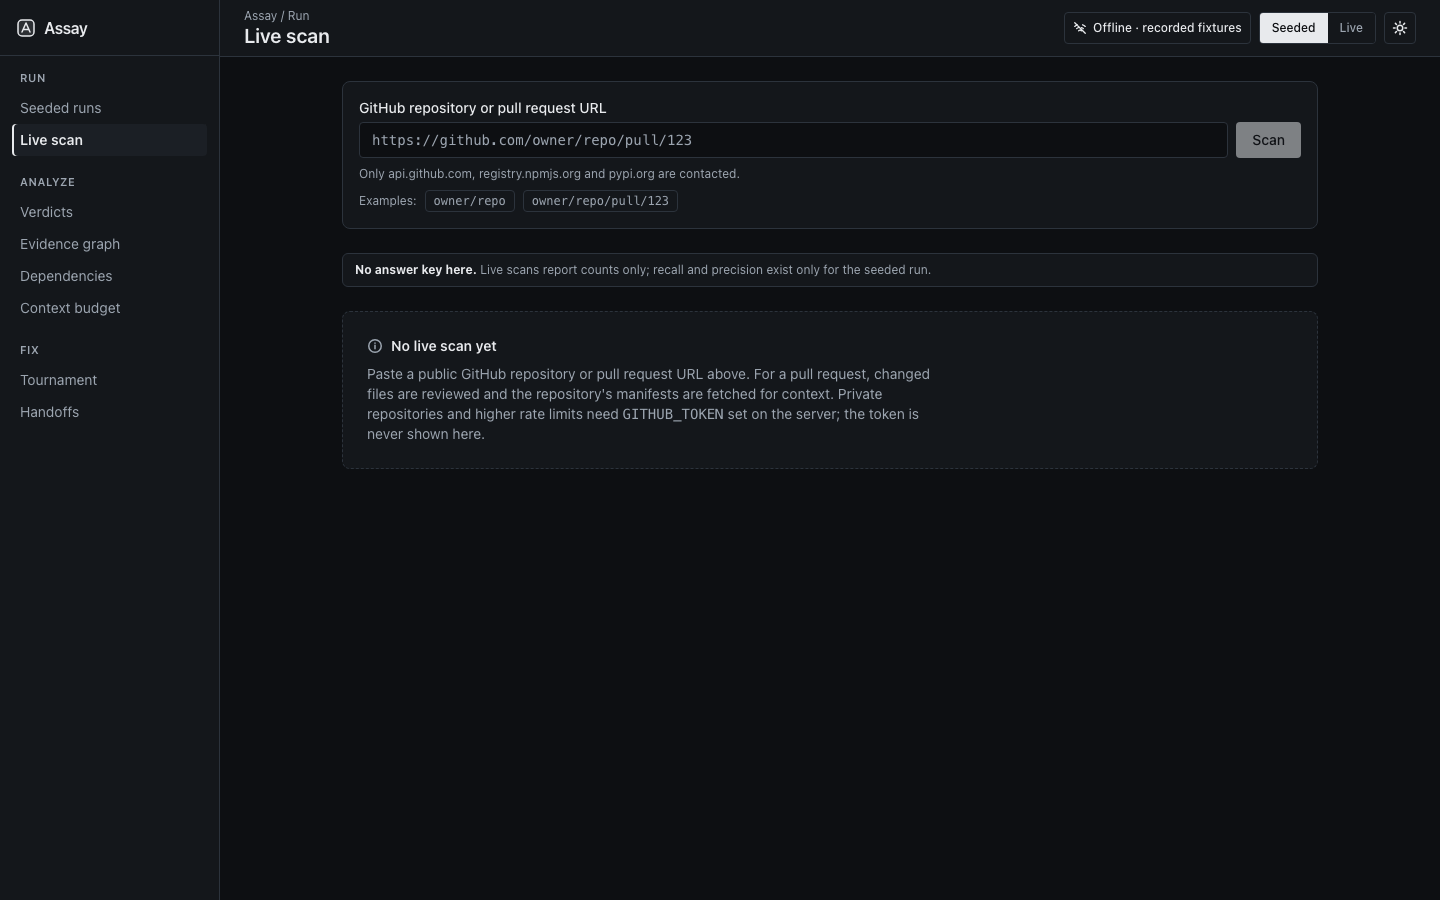 Assay
RUN
Seeded runs
Live scan
ANALYZE
Verdicts
Evidence graph
Dependencies
Context budget
FIX
Tournament
Handoffs
Assay / Run
Live scan
Offline · recorded fixtures
Seeded
Live
GitHub repository or pull request URL
https://github.com/owner/repo/pull/123
Scan
Only api.github.com, registry.npmjs.org and pypi.org are contacted.
Examples: owner/repo owner/repo/pull/123
No answer key here. Live scans report counts only; recall and precision exist only for the seeded run.
No live scan yet
Paste a public GitHub repository or pull request URL above. For a pull request, changed
files are reviewed and the repository's manifests are fetched for context. Private
repositories and higher rate limits need GITHUB_TOKEN set on the server; the token is
never shown here.